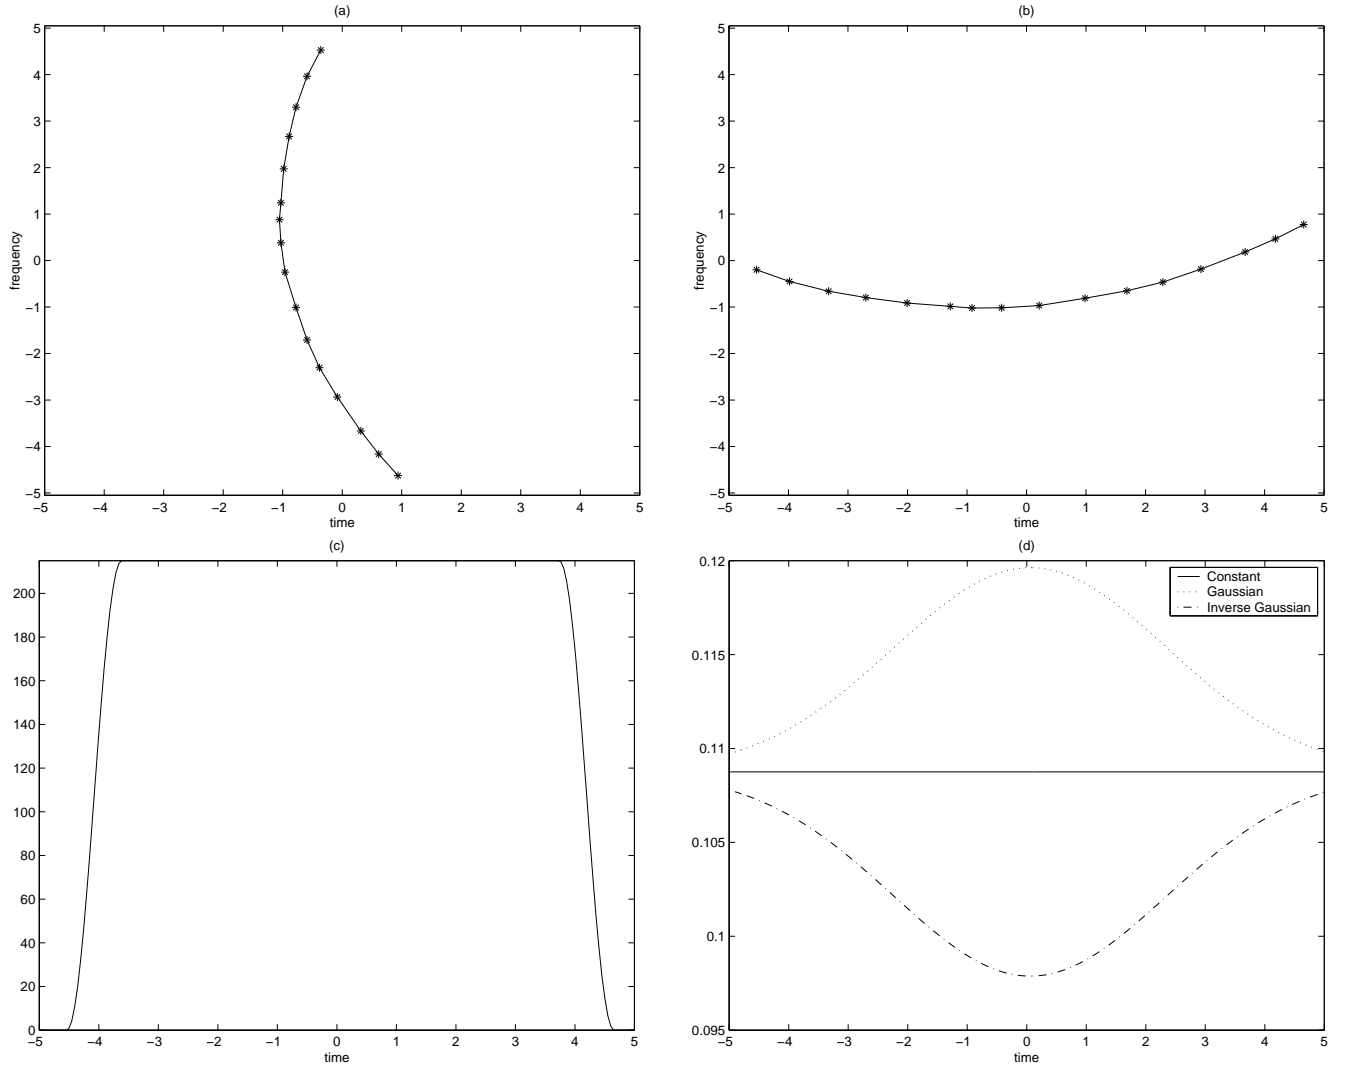 (a)
5
4
3
2
1
0
−1
−2
−3
−4
−5
frequency
−5 −4 −3 −2 −1 0 1 2 3 4 5
time
(b)
5
4
3
2
1
0
−1
−2
−3
−4
−5
frequency
−5 −4 −3 −2 −1 0 1 2 3 4 5
time
(c)
200
180
160
140
120
100
80
60
40
20
0
−5 −4 −3 −2 −1 0 1 2 3 4 5
time
(d)
0.12
0.115
0.11
0.105
0.1
0.095
Constant
Gaussian
Inverse Gaussian
−5 −4 −3 −2 −1 0 1 2 3 4 5
time